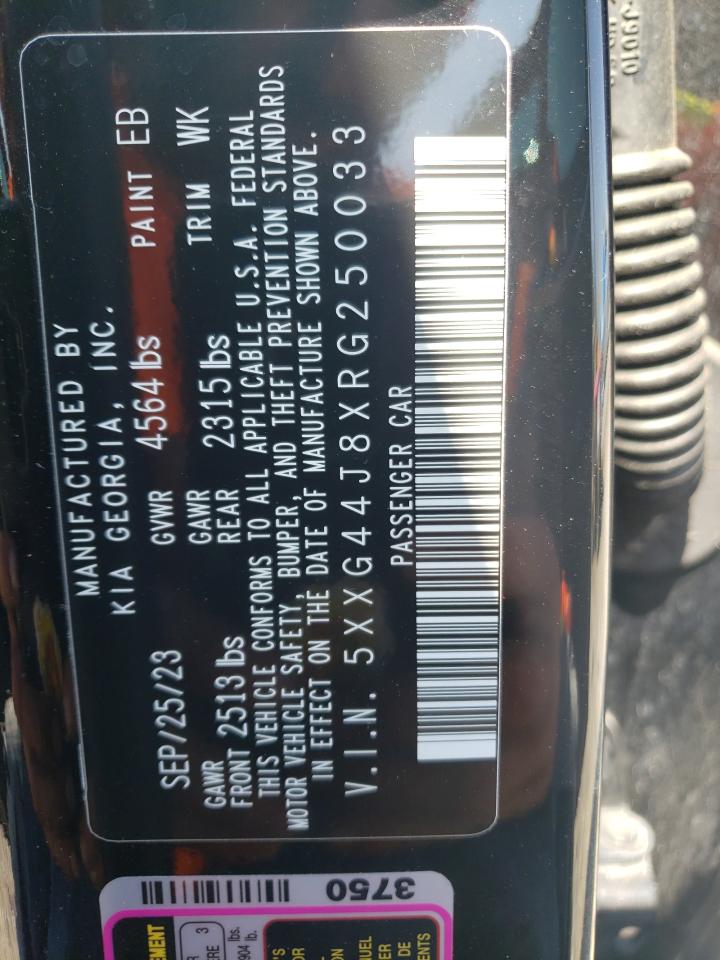 MANUFACTURED BY
KIA GEORGIA, INC.
SEP/25/23 GVWR 4564 lbs PAINT EB
GAWR FRONT 2513 lbs GAWR REAR 2315 lbs TRIM WK
THIS VEHICLE CONFORMS TO ALL APPLICABLE U.S.A. FEDERAL
MOTOR VEHICLE SAFETY, BUMPER, AND THEFT PREVENTION STANDARDS
IN EFFECT ON THE DATE OF MANUFACTURE SHOWN ABOVE.
V.I.N. 5XXG44J8XRG250033
PASSENGER CAR
3750